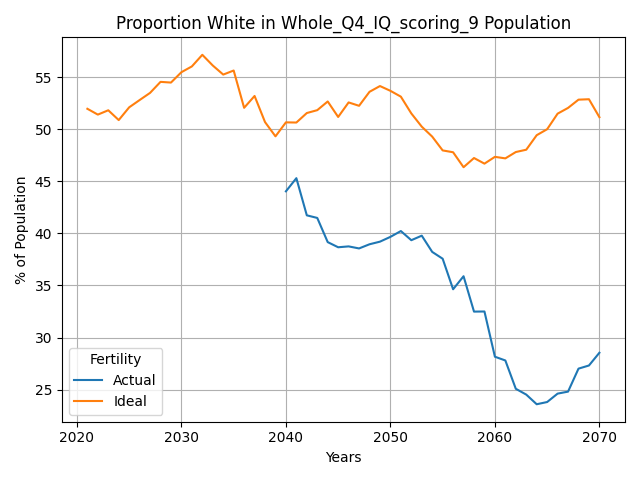 Proportion White in Whole_Q4_IQ_scoring_9 Population
% of Population
55
50
45
40
35
30
25
Fertility
Actual
Ideal
2020 2030 2040 2050 2060 2070
Years